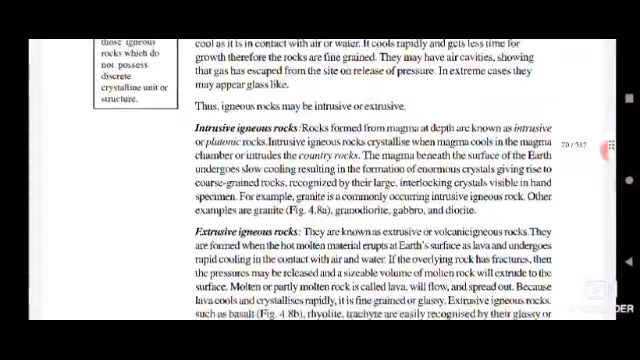 those igneous
rocks which do
not possess
discrete
crystalline unit or
structure.
cool as it is in contact with air or water. It cools rapidly and gets less time for
growth therefore the rocks are fine grained. They may have air cavities, showing
that gas has escaped from the site on release of pressure. In extreme cases they
may appear glass like.
Thus, igneous rocks may be intrusive or extrusive.
Intrusive igneous rocks: Rocks formed from magma at depth are known as intrusive
or plutonic rocks.Intrusive igneous rocks crystallise when magma cools in the magma
chamber or intrudes the country rocks. The magma beneath the surface of the Earth
undergoes slow cooling resulting in the formation of enormous crystals giving rise to
coarse-grained rocks, recognized by their large, interlocking crystals visible in hand
specimen. For example, granite is a commonly occurring intrusive igneous rock. Other
examples are granite (Fig. 4.8a), granodiorite, gabbro, and diorite.
Extrusive igneous rocks: They are known as extrusive or volcanicigneous rocks. They
are formed when the hot molten material erupts at Earth's surface as lava and undergoes
rapid cooling in the contact with air and water. If the overlying rock has fractures, then
the pressures may be released and a sizeable volume of molten rock will extrude to the
surface. Molten or partly molten rock is called lava, will flow, and spread out. Because
lava cools and crystallises rapidly, it is fine grained or glassy. Extrusive igneous rocks
such as basalt (Fig. 4.8b), rhyolite, trachyte are easily recognised by their glassy or